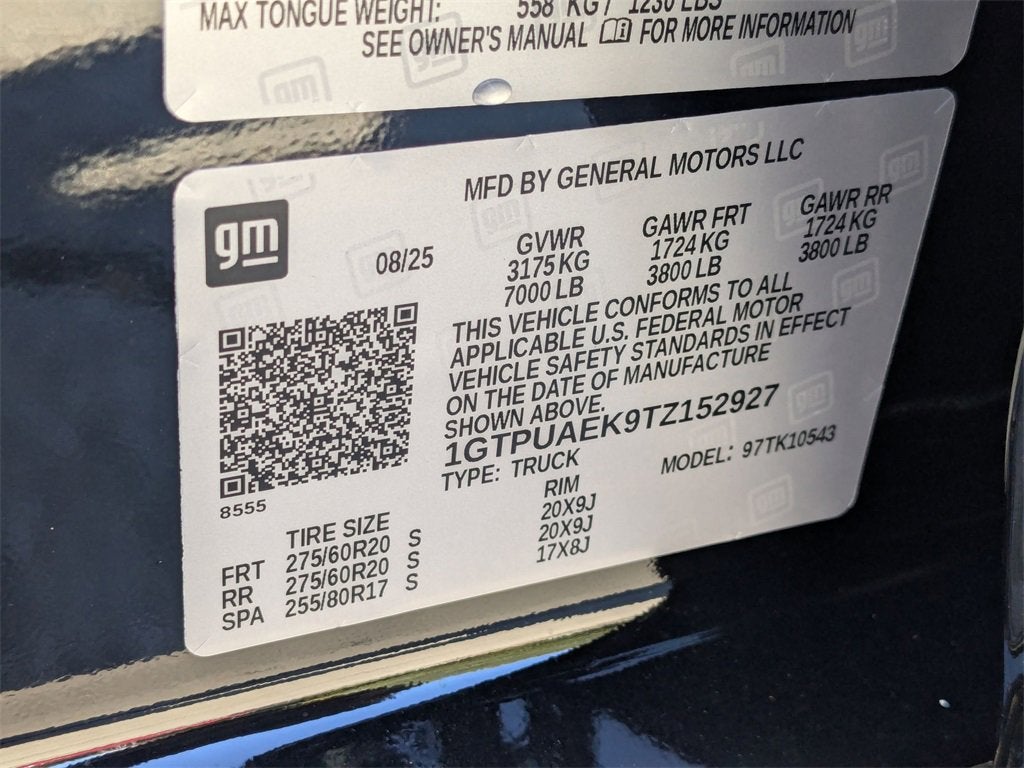 MAX TONGUE WEIGHT: 558 KG / 1230 LBS
SEE OWNER'S MANUAL FOR MORE INFORMATION
MFD BY GENERAL MOTORS LLC
gm
08/25
GVWR GAWR FRT GAWR RR
3175 KG 1724 KG 1724 KG
7000 LB 3800 LB 3800 LB
THIS VEHICLE CONFORMS TO ALL
APPLICABLE U.S. FEDERAL MOTOR
VEHICLE SAFETY STANDARDS IN EFFECT
ON THE DATE OF MANUFACTURE
SHOWN ABOVE.
1GTPUAEK9TZ152927
TYPE: TRUCK MODEL: 97TK10543
8555
TIRE SIZE RIM
FRT 275/60R20 S 20X9J
RR 275/60R20 S 20X9J
SPA 255/80R17 S 17X8J